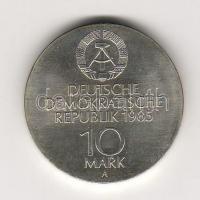 DEUTSCHE
DEMOKRATISCHE
REPUBLIK 1985
10
MARK
A